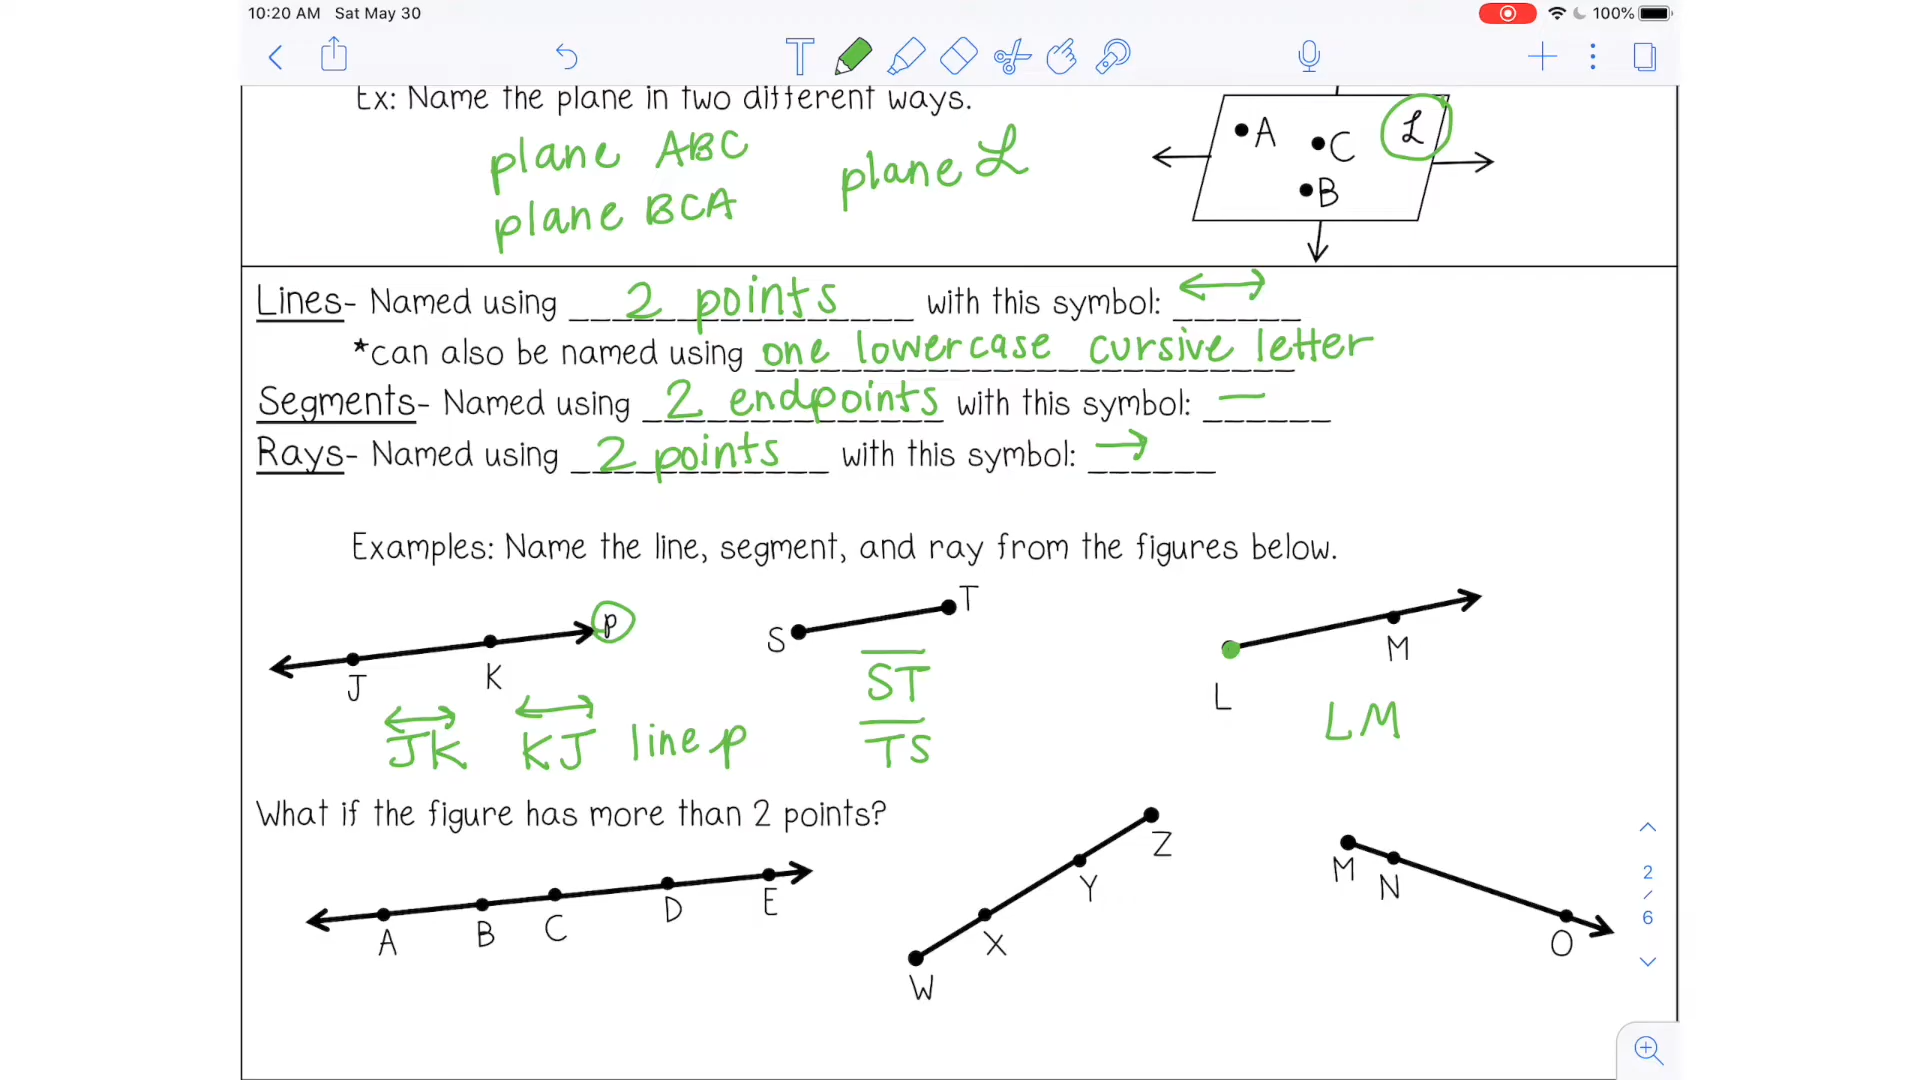 10:20 AM Sat May 30
100%
T
Ex: Name the plane in two different ways.
plane ABC
plane BCA
plane L
A
C
B
L
Lines- Named using 2 points with this symbol: ↔
*can also be named using one lowercase cursive letter
Segments- Named using 2 endpoints with this symbol: —
Rays- Named using 2 points with this symbol: →
Examples: Name the line, segment, and ray from the figures below.
J
K
p
JK KJ line p
S
T
ST
TS
L
M
LM
What if the figure has more than 2 points?
A
B
C
D
E
W
X
Y
Z
M
N
O
2
/
6